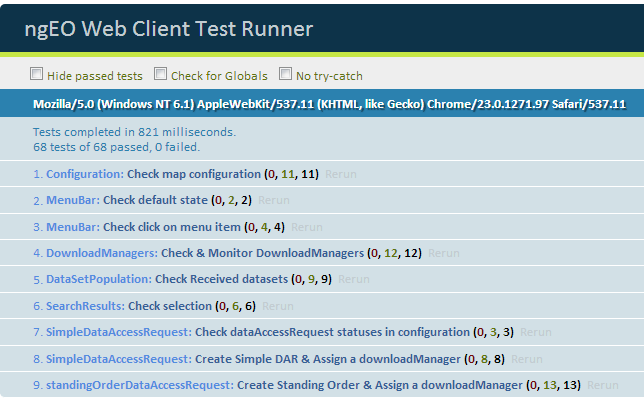 ngEO Web Client Test Runner
Hide passed tests Check for Globals No try-catch
Mozilla/5.0 (Windows NT 6.1) AppleWebKit/537.11 (KHTML, like Gecko) Chrome/23.0.1271.97 Safari/537.11
Tests completed in 821 milliseconds.
68 tests of 68 passed, 0 failed.
1. Configuration: Check map configuration (0, 11, 11) Rerun
2. MenuBar: Check default state (0, 2, 2) Rerun
3. MenuBar: Check click on menu item (0, 4, 4) Rerun
4. DownloadManagers: Check & Monitor DownloadManagers (0, 12, 12) Rerun
5. DataSetPopulation: Check Received datasets (0, 9, 9) Rerun
6. SearchResults: Check selection (0, 6, 6) Rerun
7. SimpleDataAccessRequest: Check dataAccessRequest statuses in configuration (0, 3, 3) Rerun
8. SimpleDataAccessRequest: Create Simple DAR & Assign a downloadManager (0, 8, 8) Rerun
9. standingOrderDataAccessRequest: Create Standing Order & Assign a downloadManager (0, 13, 13) Rerun